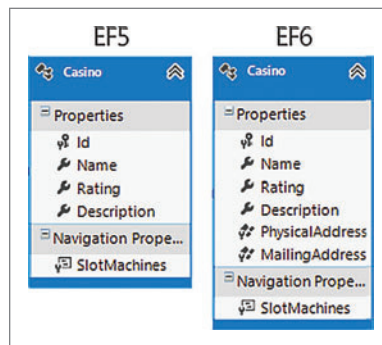 EF5
Casino
Properties
Id
Name
Rating
Description
Navigation Prope...
SlotMachines
EF6
Casino
Properties
Id
Name
Rating
Description
PhysicalAddress
MailingAddress
Navigation Prope...
SlotMachines